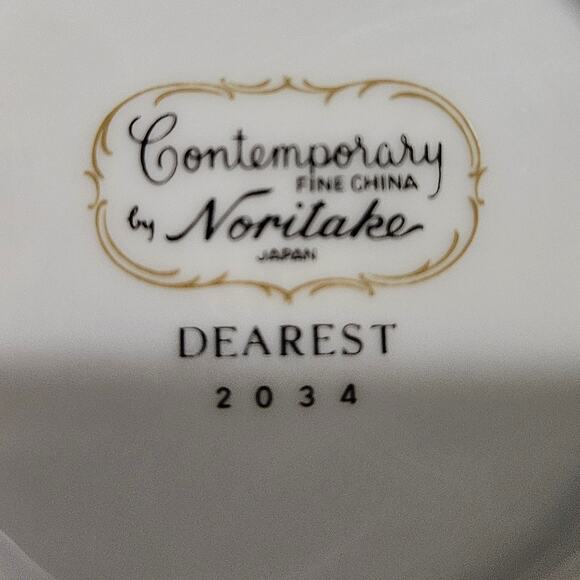 Contemporary
FINE CHINA
by Noritake
JAPAN
DEAREST
2034